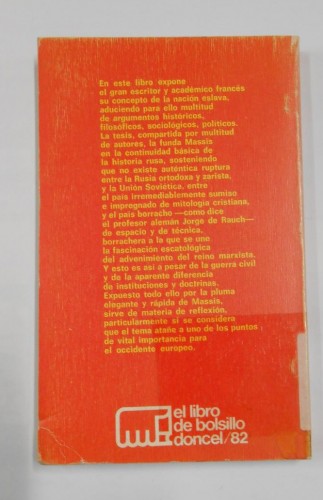 En este libro expone
el gran escritor y académico francés
su concepto de la nación eslava,
aduciendo para ello multitud
de argumentos históricos,
filosóficos, sociológicos, políticos.
La tesis, compartida por multitud
de autores, la funda Massis
en la continuidad básica de
la historia rusa, sosteniendo
que no existe auténtica ruptura
entre la Rusia ortodoxa y zarista,
y la Unión Soviética, entre
el país irremediablemente sumiso
e impregnado de mitología cristiana,
y el país borracho —como dice
el profesor alemán Jorge de Rauch—
de espacio y de técnica,
borrachera a la que se une
la fascinación escatológica
del advenimiento del reino marxista.
Y esto es así a pesar de la guerra civil
y de la aparente diferencia
de instituciones y doctrinas.
Expuesto todo ello por la pluma
elegante y rápida de Massis,
sirve de materia de reflexión,
particularmente si se considera
que el tema atañe a uno de los puntos
de vital importancia para
el occidente europeo.
el libro
de bolsillo
doncel/82